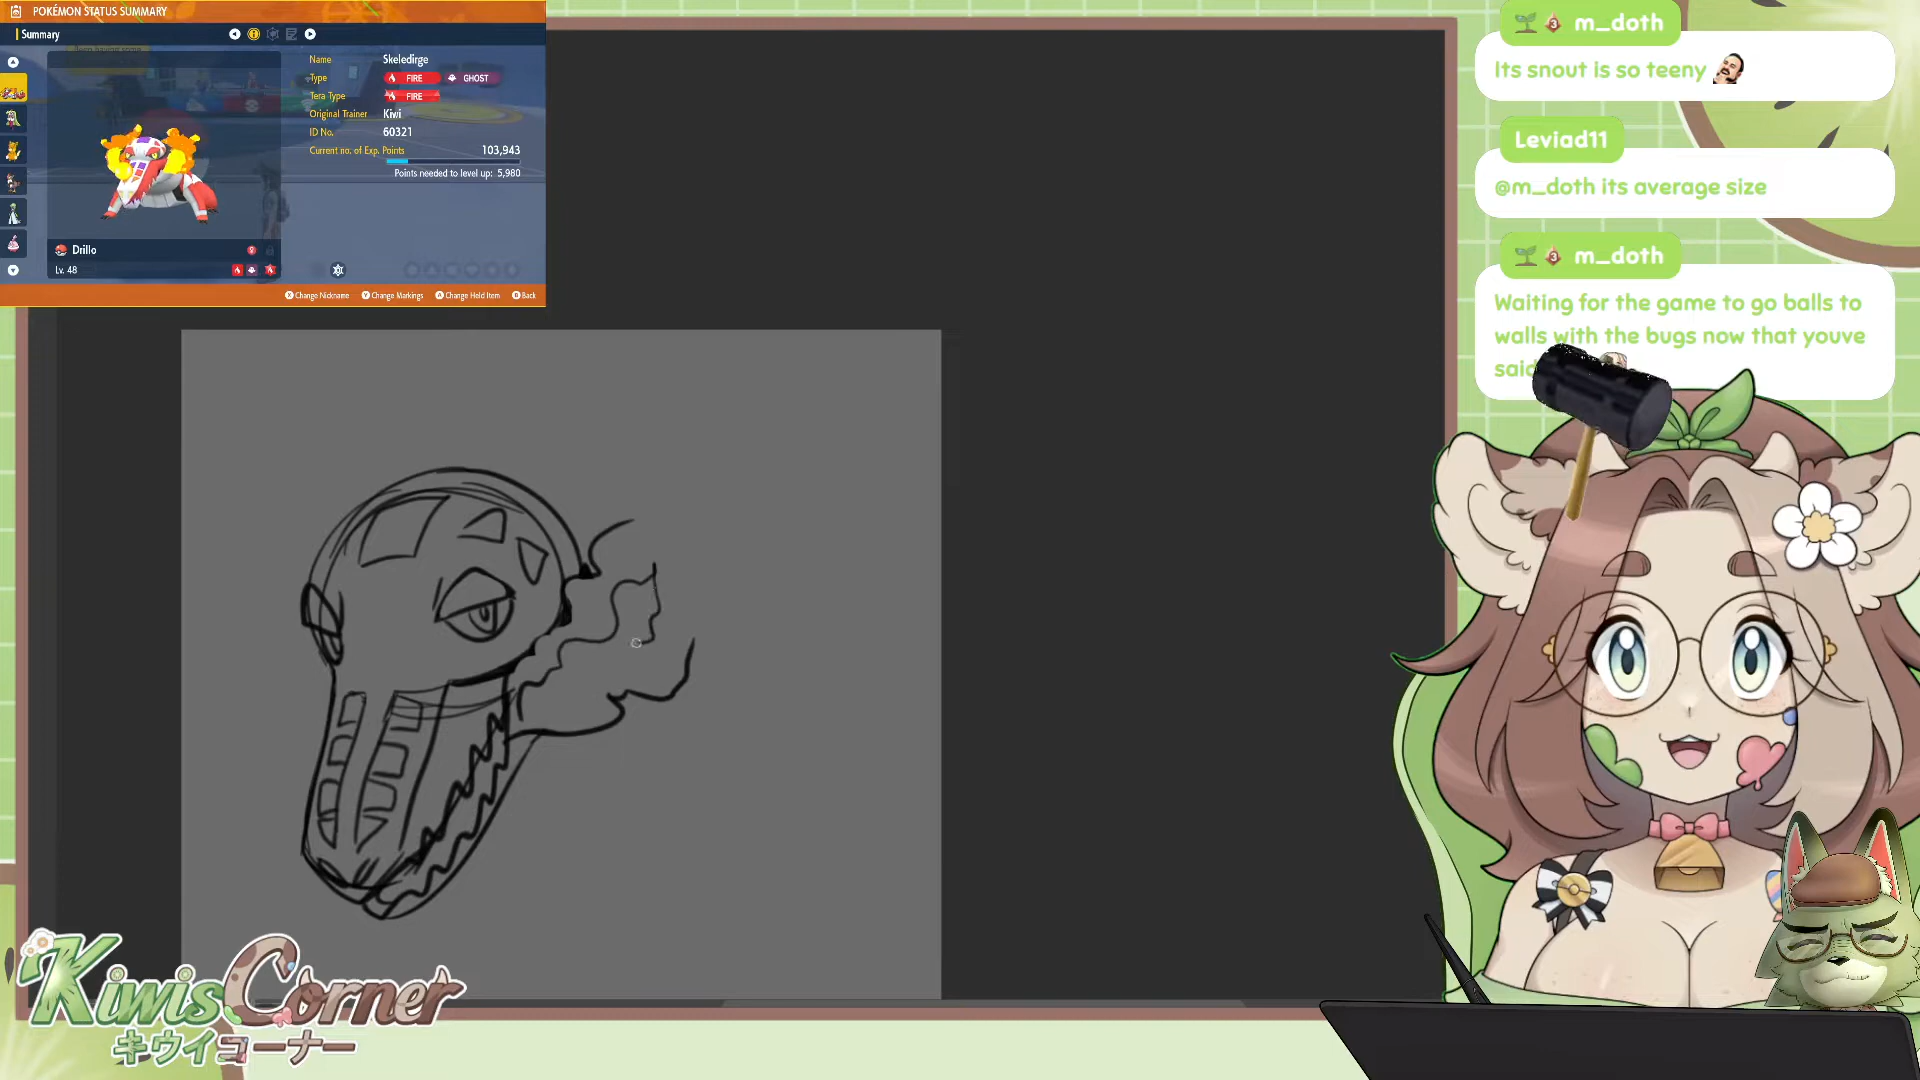 POKÉMON STATUS SUMMARY
Summary
Name Skeledirge
Type FIRE GHOST
Tera Type FIRE
Original Trainer Kiwi
ID No. 60321
Current no. of Exp. Points 103,943
Points needed to level up: 5,980
Drillo
Lv. 48
Change Nickname Change Markings Change Held Item Back
3 m_doth
Its snout is so teeny
Leviad11
@m_doth its average size
3 m_doth
Waiting for the game to go balls to
walls with the bugs now that youve
said
KiwisCorner
キウイコーナー